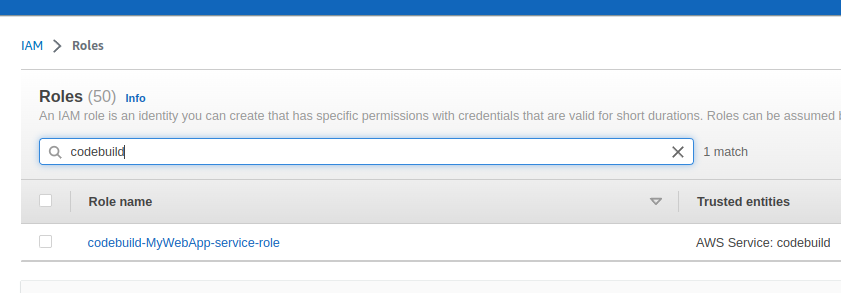 IAM > Roles
Roles (50) Info
An IAM role is an identity you can create that has specific permissions with credentials that are valid for short durations. Roles can be assumed
codebuild 1 match
Role name Trusted entities
codebuild-MyWebApp-service-role AWS Service: codebuild